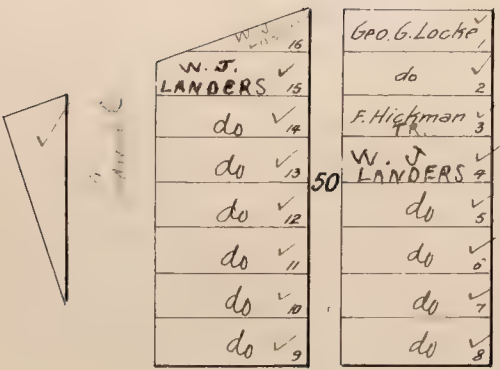 W. J.
16
W. J.
LANDERS 15
do 14
do 13
do 12
do 11
do 10
do 9
50
Geo. G. Locke
1
do
2
F. Hickman 3
TR.
W. J
LANDERS 4
do 5
do 6
do 7
do 8